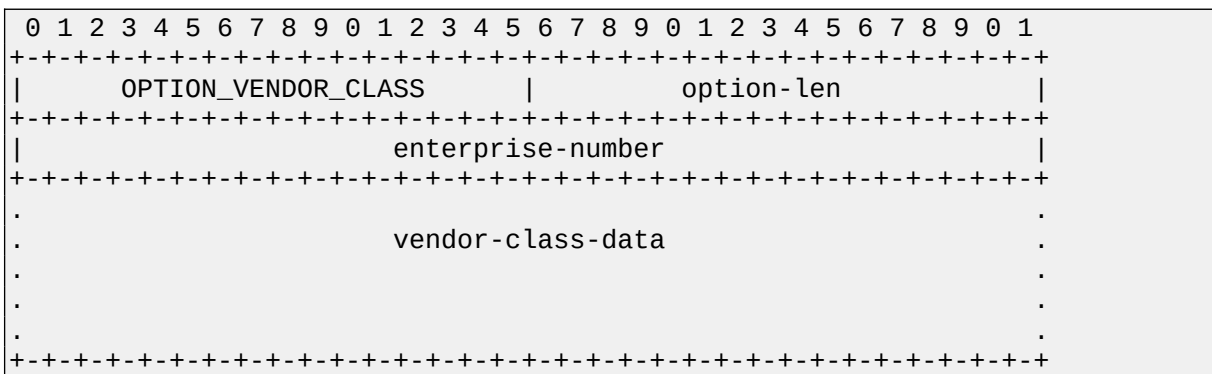 0 1 2 3 4 5 6 7 8 9 0 1 2 3 4 5 6 7 8 9 0 1 2 3 4 5 6 7 8 9 0 1
+-+-+-+-+-+-+-+-+-+-+-+-+-+-+-+-+-+-+-+-+-+-+-+-+-+-+-+-+-+-+-+-+
|      OPTION_VENDOR_CLASS      |         option-len            |
+-+-+-+-+-+-+-+-+-+-+-+-+-+-+-+-+-+-+-+-+-+-+-+-+-+-+-+-+-+-+-+-+
|                       enterprise-number                       |
+-+-+-+-+-+-+-+-+-+-+-+-+-+-+-+-+-+-+-+-+-+-+-+-+-+-+-+-+-+-+-+-+
.                                                               .
.                       vendor-class-data                       .
.                                                               .
.                                                               .
.                                                               .
+-+-+-+-+-+-+-+-+-+-+-+-+-+-+-+-+-+-+-+-+-+-+-+-+-+-+-+-+-+-+-+-+